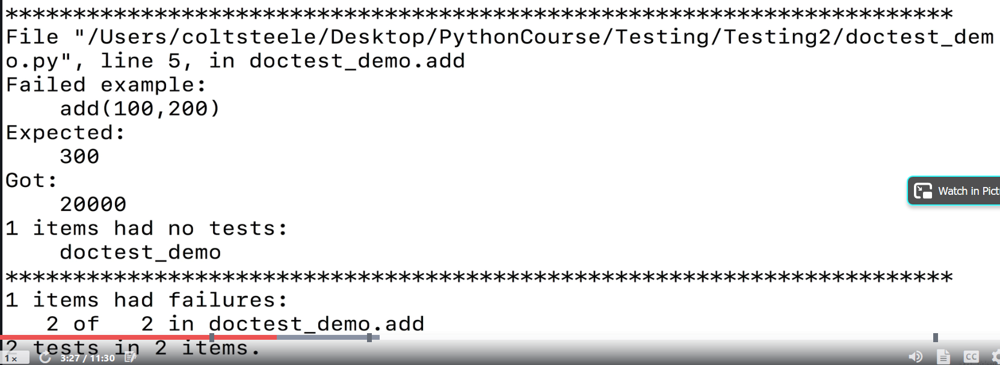 **********************************************************************
File "/Users/coltsteele/Desktop/PythonCourse/Testing/Testing2/doctest_dem
o.py", line 5, in doctest_demo.add
Failed example:
    add(100,200)
Expected:
    300
Got:
    20000
Watch in Pict
1 items had no tests:
    doctest_demo
**********************************************************************
1 items had failures:
   2 of   2 in doctest_demo.add
2 tests in 2 items.
1x
3:27 / 11:30
CC